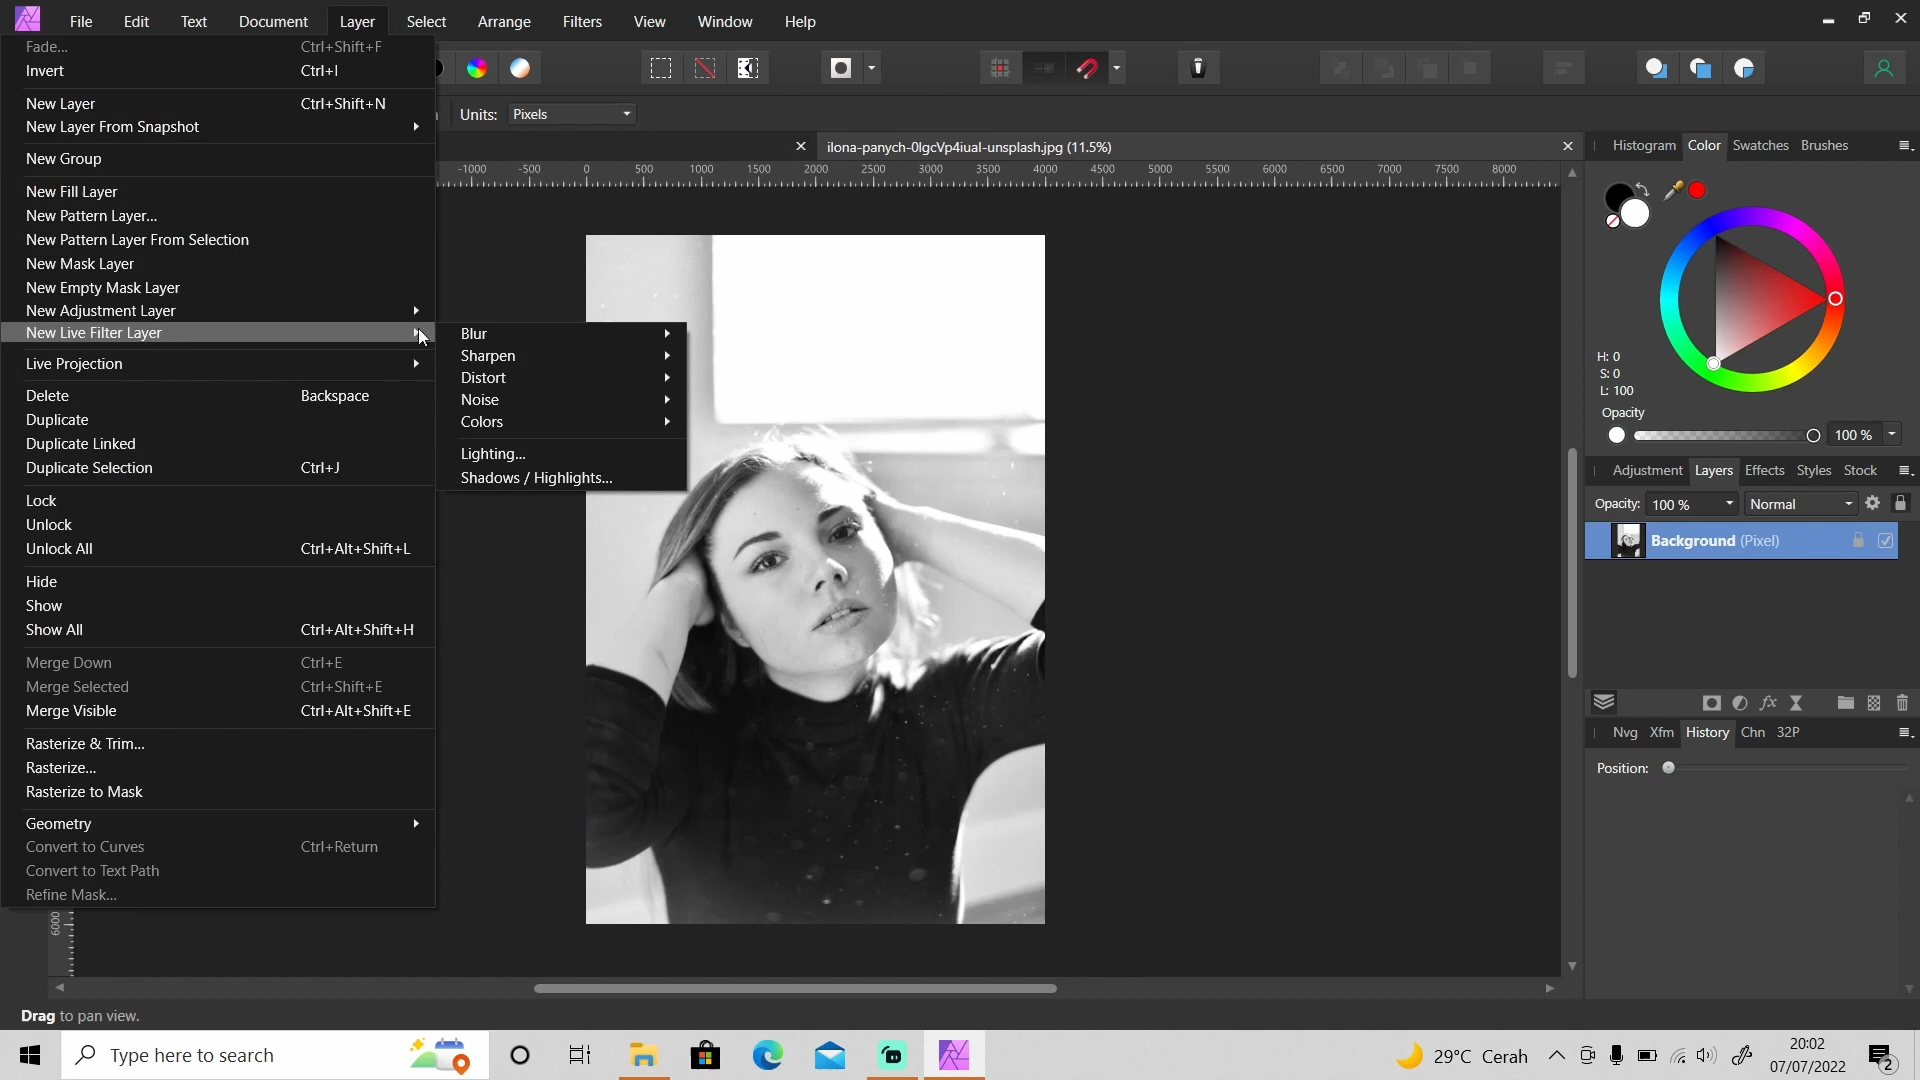 File Edit Text Document Layer Select Arrange Filters View Window Help
Fade... Ctrl+Shift+F
Invert Ctrl+I
New Layer Ctrl+Shift+N
New Layer From Snapshot
New Group
New Fill Layer
New Pattern Layer...
New Pattern Layer From Selection
New Mask Layer
New Empty Mask Layer
New Adjustment Layer
New Live Filter Layer
Live Projection
Delete Backspace
Duplicate
Duplicate Linked
Duplicate Selection Ctrl+J
Lock
Unlock
Unlock All Ctrl+Alt+Shift+L
Hide
Show
Show All Ctrl+Alt+Shift+H
Merge Down Ctrl+E
Merge Selected Ctrl+Shift+E
Merge Visible Ctrl+Alt+Shift+E
Rasterize & Trim...
Rasterize...
Rasterize to Mask
Geometry
Convert to Curves Ctrl+Return
Convert to Text Path
Refine Mask...
Blur
Sharpen
Distort
Noise
Colors
Lighting...
Shadows / Highlights...
Units: Pixels
ilona-panych-0lgcVp4iual-unsplash.jpg (11.5%)
-1000 -500 0 500 1000 1500 2000 2500 3000 3500 4000 4500 5000 5500 6000 6500 7000 7500 8000
6000
Histogram Color Swatches Brushes
H: 0
S: 0
L: 100
Opacity
100 %
Adjustment Layers Effects Styles Stock
Opacity: 100 % Normal
Background (Pixel)
Nvg Xfm History Chn 32P
Position:
Drag to pan view.
Type here to search
29°C Cerah
20:02
07/07/2022
2